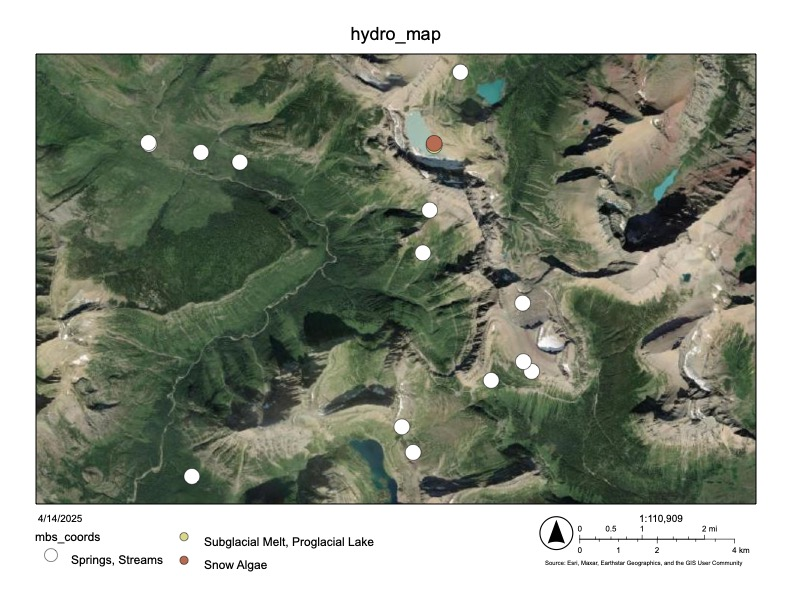 hydro_map
4/14/2025
mbs_coords
Springs, Streams
Subglacial Melt, Proglacial Lake
Snow Algae
1:110,909
0 0.5 1 2 mi
0 1 2 4 km
Source: Esri, Maxar, Earthstar Geographics, and the GIS User Community